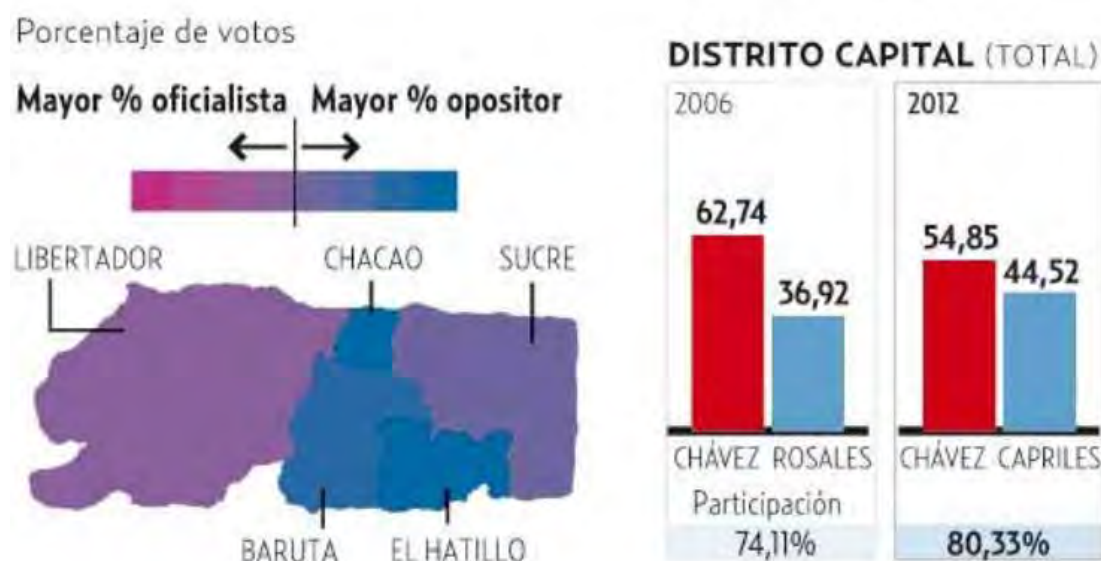 Porcentaje de votos
Mayor % oficialista
Mayor % opositor
LIBERTADOR
CHACAO
SUCRE
BARUTA
EL HATILLO
DISTRITO CAPITAL (TOTAL)
2006
62,74
36,92
CHÁVEZ ROSALES
Participación
74,11%
2012
54,85
44,52
CHÁVEZ CAPRILES
80,33%